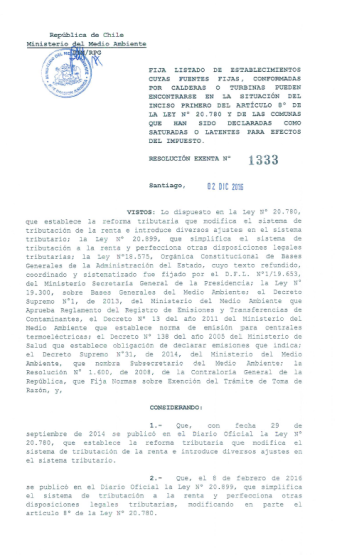 República de Chile
Ministerio del Medio Ambiente
/RPG
FIJA LISTADO DE ESTABLECIMIENTOS
CUYAS FUENTES FIJAS, CONFORMADAS
POR CALDERAS O TURBINAS PUEDEN
ENCONTRARSE EN LA SITUACIÓN DEL
INCISO PRIMERO DEL ARTÍCULO 8° DE
LA LEY N° 20.780 Y DE LAS COMUNAS
QUE HAN SIDO DECLARADAS COMO
SATURADAS O LATENTES PARA EFECTOS
DEL IMPUESTO.
RESOLUCIÓN EXENTA N° 1333
Santiago, 02 DIC 2016
VISTOS: Lo dispuesto en la Ley N° 20.780,
que establece la reforma tributaria que modifica el sistema de
tributación de la renta e introduce diversos ajustes en el sistema
tributario; la Ley N° 20.899, que simplifica el sistema de
tributación a la renta y perfecciona otras disposiciones legales
tributarias; la Ley N°18.575, Orgánica Constitucional de Bases
Generales de la Administración del Estado, cuyo texto refundido,
coordinado y sistematizado fue fijado por el D.F.L. N°1/19.653,
del Ministerio Secretaría General de la Presidencia; la Ley N°
19.300, sobre Bases Generales del Medio Ambiente; el Decreto
Supremo N°1, de 2013, del Ministerio del Medio Ambiente que
Aprueba Reglamento del Registro de Emisiones y Transferencias de
Contaminantes, el Decreto N° 13 del año 2011 del Ministerio del
Medio Ambiente que establece norma de emisión para centrales
termoeléctricas; el Decreto N° 138 del año 2005 del Ministerio de
Salud que establece obligación de declarar emisiones que indica;
el Decreto Supremo N°31, de 2014, del Ministerio del Medio
Ambiente, que nombra Subsecretario del Medio Ambiente; la
Resolución N° 1.600, de 2008, de la Contraloría General de la
República, que Fija Normas sobre Exención del Trámite de Toma de
Razón, y,
CONSIDERANDO:
1.- Que, con fecha 29 de
septiembre de 2014 se publicó en el Diario Oficial la Ley N°
20.780, que establece la reforma tributaria que modifica el
sistema de tributación de la renta e introduce diversos ajustes en
el sistema tributario.
2.- Que, el 8 de febrero de 2016
se publicó en el Diario Oficial la Ley N° 20.899, que simplifica
el sistema de tributación a la renta y perfecciona otras
disposiciones legales tributarias, modificando en parte el
artículo 8° de la Ley N° 20.780.